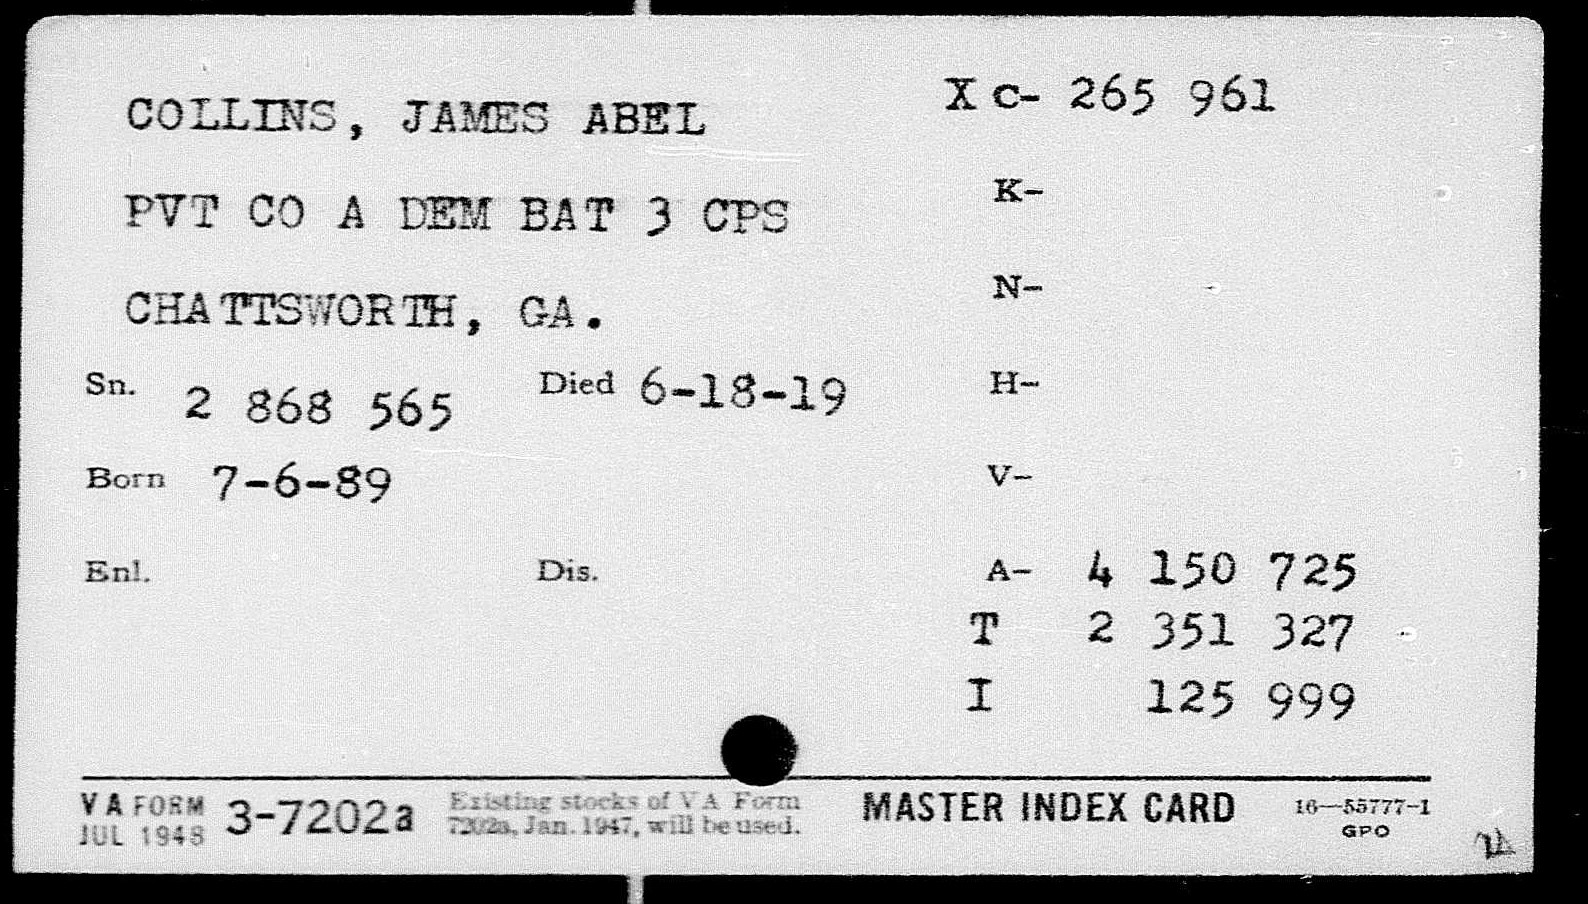 COLLINS, JAMES ABEL
XC- 265 961
PVT CO A DEM BAT 3 CPS
K-
CHATTSWORTH, GA.
N-
Sn. 2 868 565
Died 6-18-19
H-
Born 7-6-89
V-
Enl.
Dis.
A- 4 150 725
T 2 351 327
I 125 999
VA FORM
JUL 1948
3-7202a
Existing stocks of VA Form
7202a, Jan. 1947, will be used.
MASTER INDEX CARD
16—55777-1
GPO